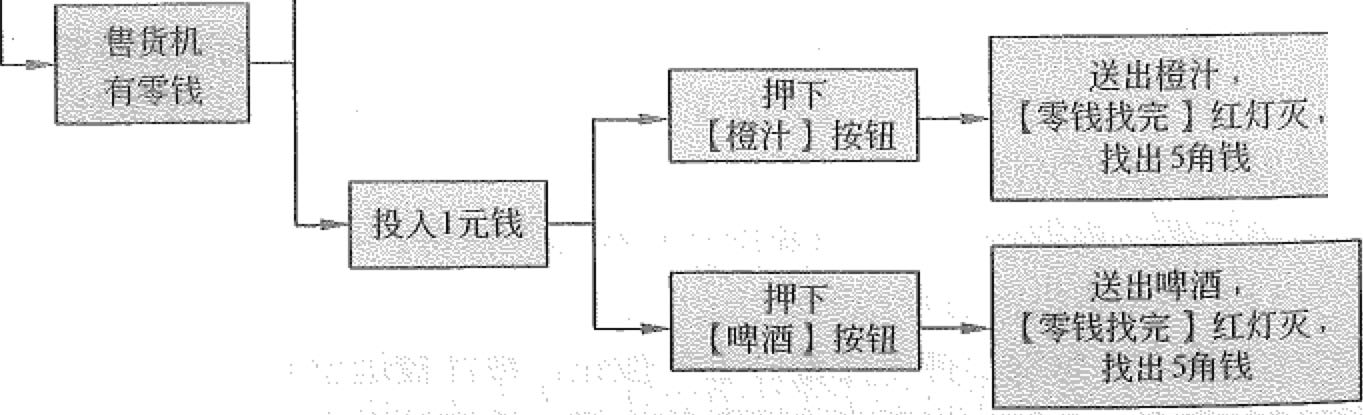 售货机
有零钱
投入1元钱
押下
【橙汁】按钮
送出橙汁，
【零钱找完】红灯灭，
找出5角钱
押下
【啤酒】按钮
送出啤酒，
【零钱找完】红灯灭，
找出5角钱